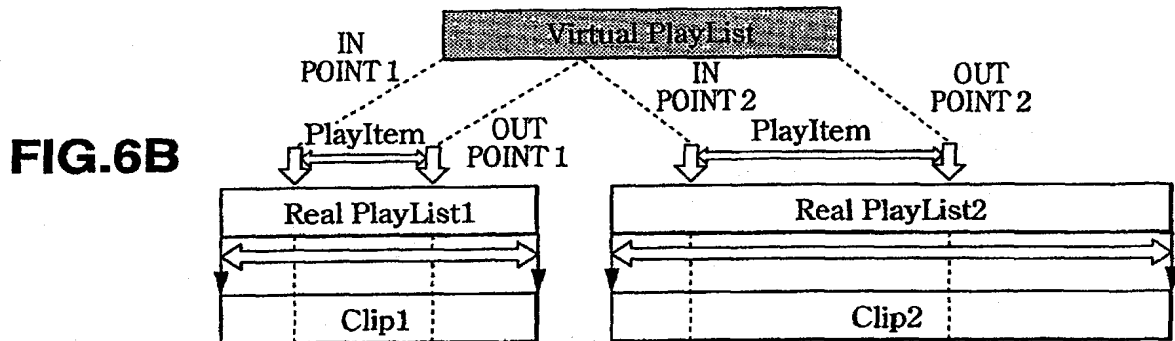 Virtual PlayList
IN
POINT 1
IN
POINT 2
OUT
POINT 2
FIG.6B
PlayItem
OUT
POINT 1
PlayItem
Real PlayList1
Real PlayList2
Clip1
Clip2